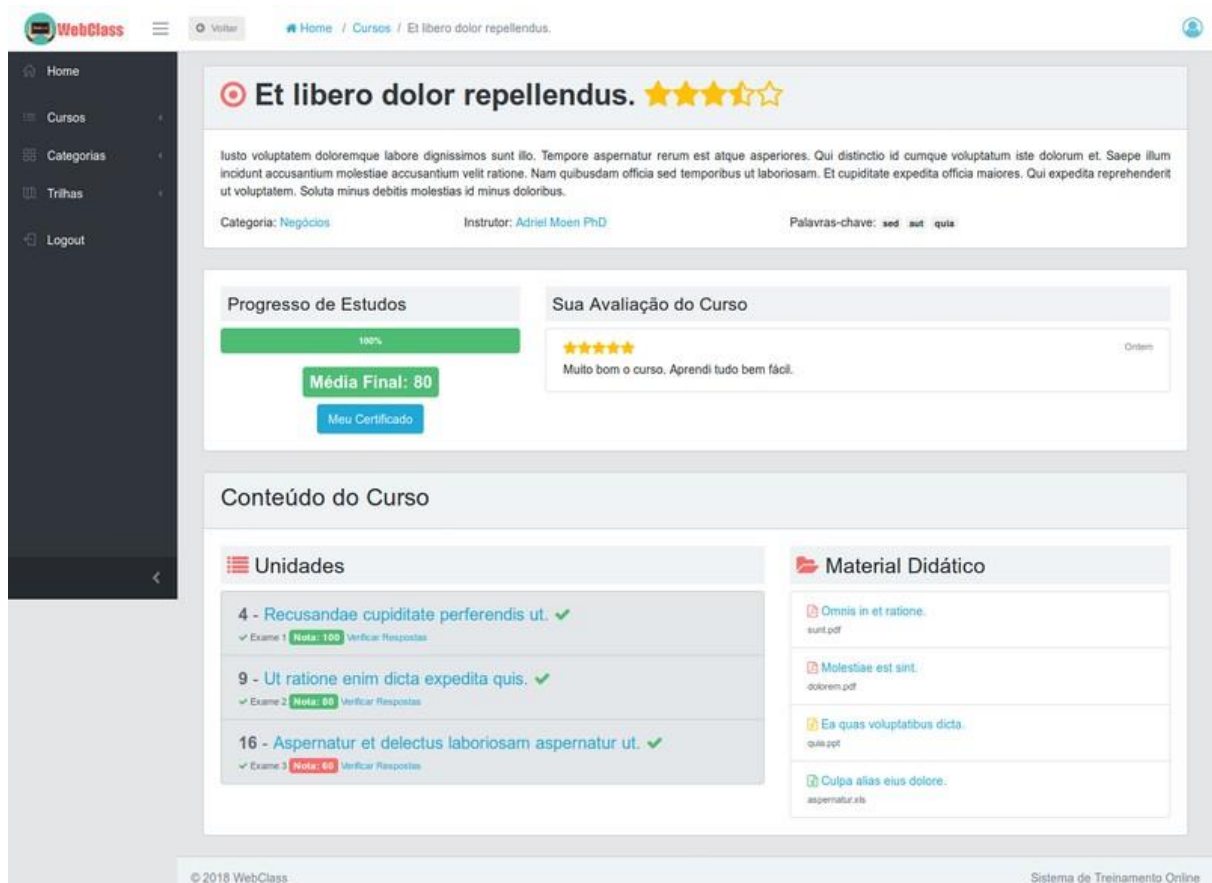 WebClass
Voltar
Home / Cursos / Et libero dolor repellendus.
Home
Cursos
Categorias
Trilhas
Logout
Et libero dolor repellendus.
Iusto voluptatem doloremque labore dignissimos sunt illo. Tempore aspernatur rerum est atque asperiores. Qui distinctio id cumque voluptatum iste dolorum et. Saepe illum
incidunt accusantium molestiae accusantium velit ratione. Nam quibusdam officia sed temporibus ut laboriosam. Et cupiditate expedita officia maiores. Qui expedita reprehenderit
ut voluptatem. Soluta minus debitis molestias id minus doloribus.
Categoria: Negócios
Instrutor: Adriel Moen PhD
Palavras-chave: sed aut quia
Progresso de Estudos
100%
Média Final: 80
Meu Certificado
Sua Avaliação do Curso
Ontem
Muito bom o curso. Aprendi tudo bem fácil.
Conteúdo do Curso
Unidades
4 - Recusandae cupiditate perferendis ut.
Exame 1 Nota: 100 Verificar Respostas
9 - Ut ratione enim dicta expedita quis.
Exame 2 Nota: 80 Verificar Respostas
16 - Aspernatur et delectus laboriosam aspernatur ut.
Exame 3 Nota: 60 Verificar Respostas
Material Didático
Omnis in et ratione.
sunt.pdf
Molestiae est sint.
dolorem.pdf
Ea quas voluptatibus dicta.
quia.ppt
Culpa alias eius dolore.
aspernatur.xls
© 2018 WebClass
Sistema de Treinamento Online